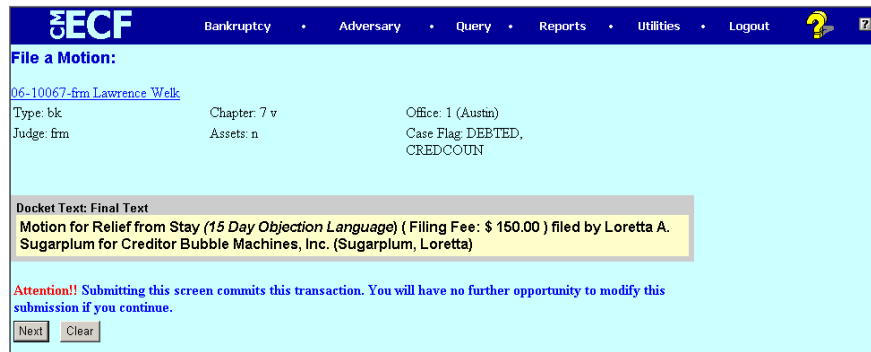 CM ECF Bankruptcy • Adversary • Query • Reports • Utilities • Logout ? ?
File a Motion:
06-10067-frm Lawrence Welk
Type: bk Chapter: 7 v Office: 1 (Austin)
Judge: frm Assets: n Case Flag: DEBTED,
CREDCOUN
Docket Text: Final Text
Motion for Relief from Stay (15 Day Objection Language) ( Filing Fee: $ 150.00 ) filed by Loretta A.
Sugarplum for Creditor Bubble Machines, Inc. (Sugarplum, Loretta)
Attention!! Submitting this screen commits this transaction. You will have no further opportunity to modify this
submission if you continue.
Next Clear